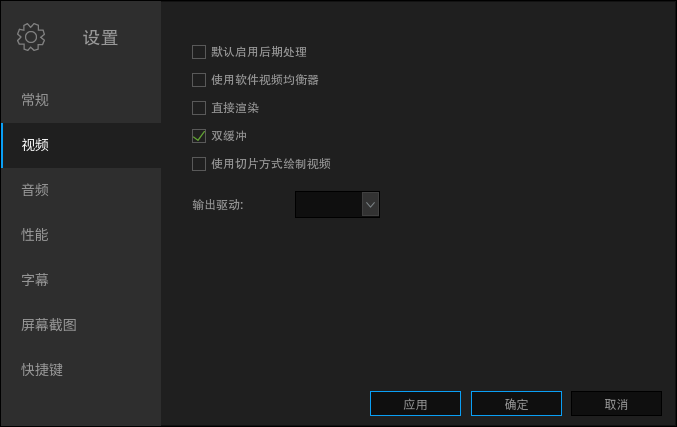 设置
常规
视频
音频
性能
字幕
屏幕截图
快捷键
默认启用后期处理
使用软件视频均衡器
直接渲染
双缓冲
使用切片方式绘制视频
输出驱动:
应用
确定
取消